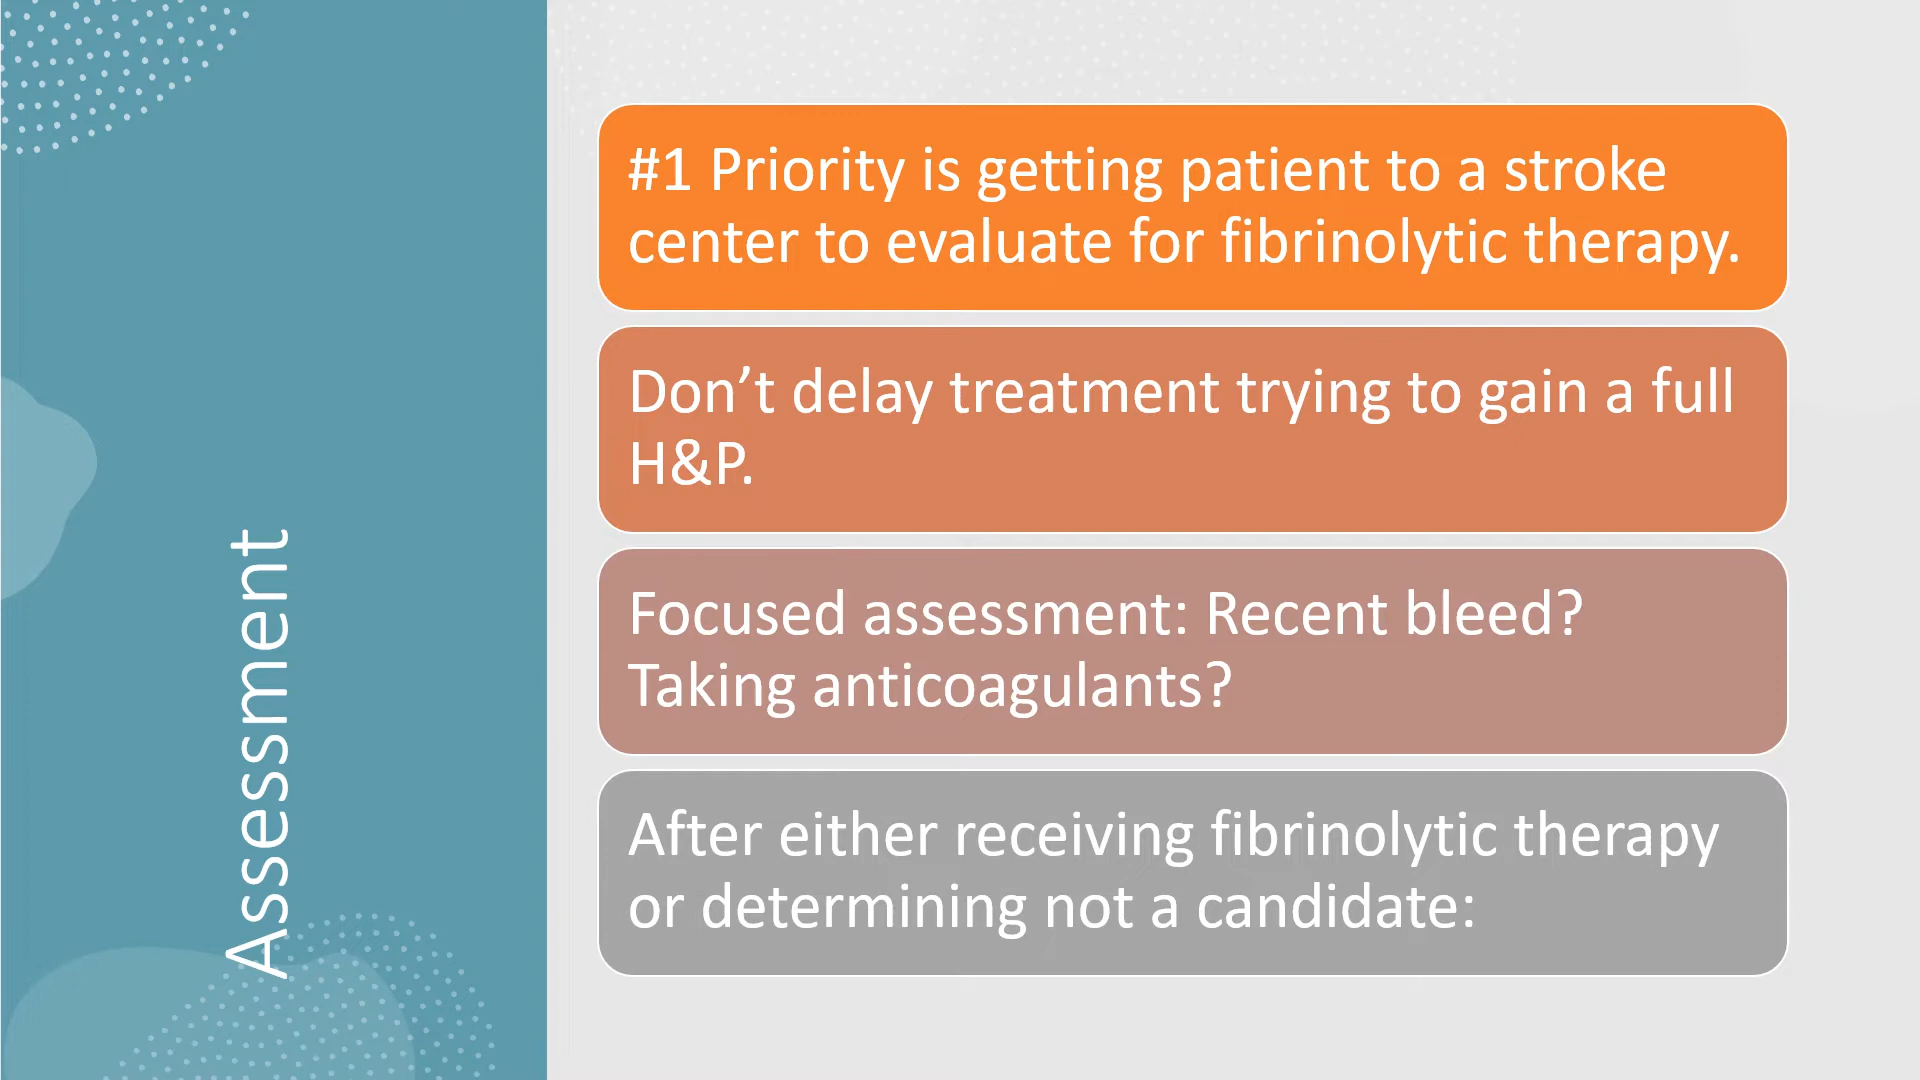 Assessment
#1 Priority is getting patient to a stroke
center to evaluate for fibrinolytic therapy.
Don’t delay treatment trying to gain a full
H&P.
Focused assessment: Recent bleed?
Taking anticoagulants?
After either receiving fibrinolytic therapy
or determining not a candidate: